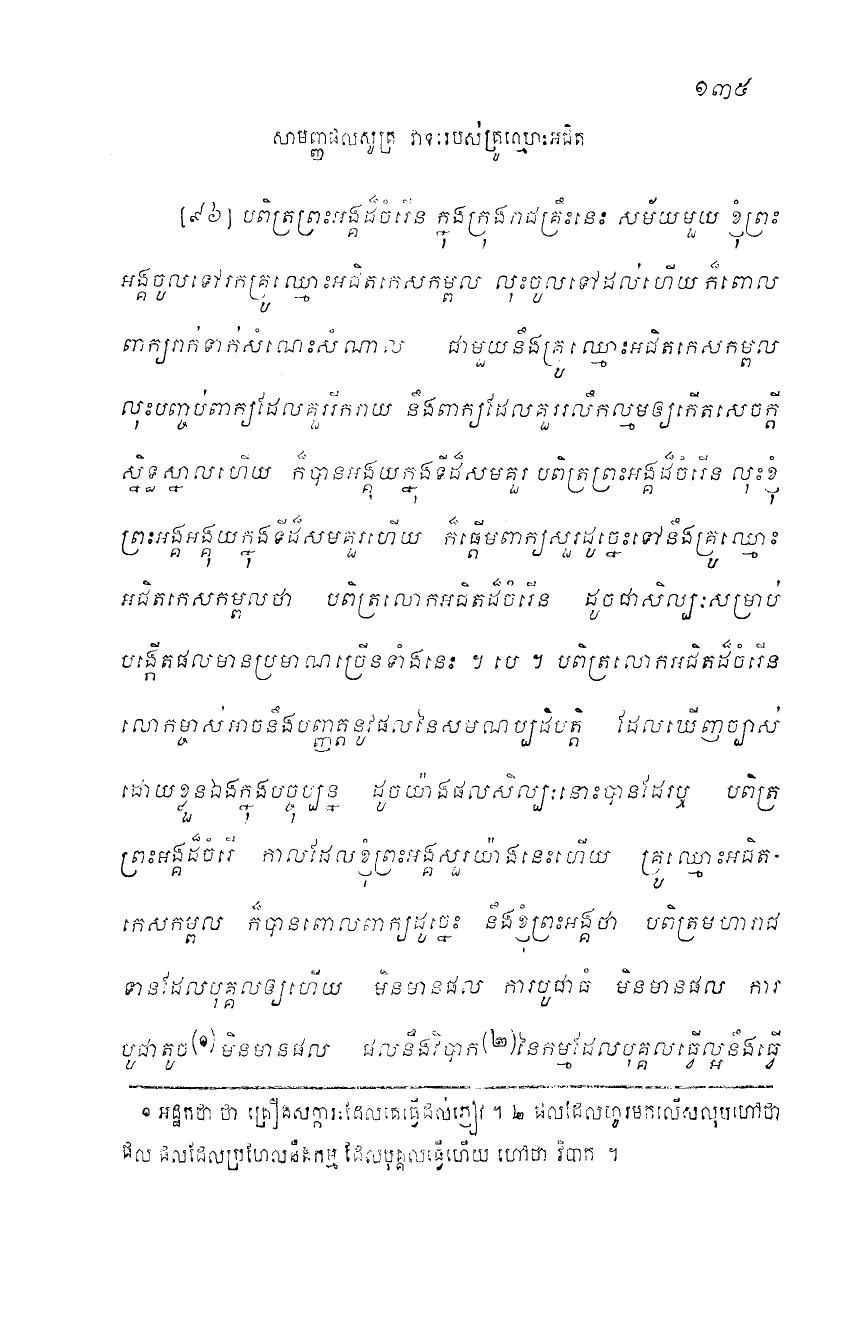 ១៣៥
សាមញ្ញផលសូត្រ វាទៈរបស់គ្រូឈ្មោះអជិត
[៩៦] បពិត្រព្រះអង្គដ៏ចំរើន ក្នុងក្រុងរាជគ្រឹះនេះ សម័យមួយ ខ្ញុំព្រះ
អង្គចូលទៅរកគ្រូឈ្មោះអជិតកេសកម្ពល លុះចូលទៅដល់ហើយ ក៏ពោល
ពាក្យរាក់ទាក់សំណេះសំណាល ជាមួយនឹងគ្រូឈ្មោះអជិតកេសកម្ពល
លុះបញ្ចប់ពាក្យដែលគួររីករាយ នឹងពាក្យដែលគួររលឹកល្មមឲ្យកើតសេចក្តី
ស្និទ្ធស្នាលហើយ ក៏បានអង្គុយក្នុងទីដ៏សមគួរ បពិត្រព្រះអង្គដ៏ចំរើន លុះខ្ញុំ
ព្រះអង្គអង្គុយក្នុងទីដ៏សមគួរហើយ ក៏ផ្តើមពាក្យសួរដូច្នេះទៅនឹងគ្រូឈ្មោះ
អជិតកេសកម្ពលថា បពិត្រលោកអជិតដ៏ចំរើន ដូចជាសិល្បៈសម្រាប់
បង្កើតផលមានប្រមាណច្រើនទាំងនេះ ។ បេ ។ បពិត្រលោកអជិតដ៏ចំរើន
លោកម្ចាស់អាចនឹងបញ្ញត្តនូវផលនៃសមណប្បដិបត្តិ ដែលឃើញច្បាស់
ដោយខ្លួនឯងក្នុងបច្ចុប្បន្ន ដូចយ៉ាងផលសិល្បៈនោះបានដែរឬ បពិត្រ
ព្រះអង្គដ៏ចំរើ កាលដែលខ្ញុំព្រះអង្គសួរយ៉ាងនេះហើយ គ្រូឈ្មោះអជិត-
កេសកម្ពល ក៏បានពោលពាក្យដូច្នេះ នឹងខ្ញុំព្រះអង្គថា បពិត្រមហារាជ
ទានដែលបុគ្គលឲ្យហើយ មិនមានផល ការបូជាធំ មិនមានផល ការ
បូជាតូច(១)មិនមានផល ផលនឹងវិបាក(២)នៃកម្មដែលបុគ្គលធ្វើល្អនឹងធ្វើ
១ អដ្ឋកថា ថា គ្រឿងសក្ការៈដែលគេធ្វើដល់ភ្ញៀវ ។ ២ ផលដែលហូរមកលើសលុបហៅថា
ផល ផលដែលប្រហែលនឹងកម្ម ដែលបុគ្គលធ្វើហើយ ហៅថា វិបាក ។